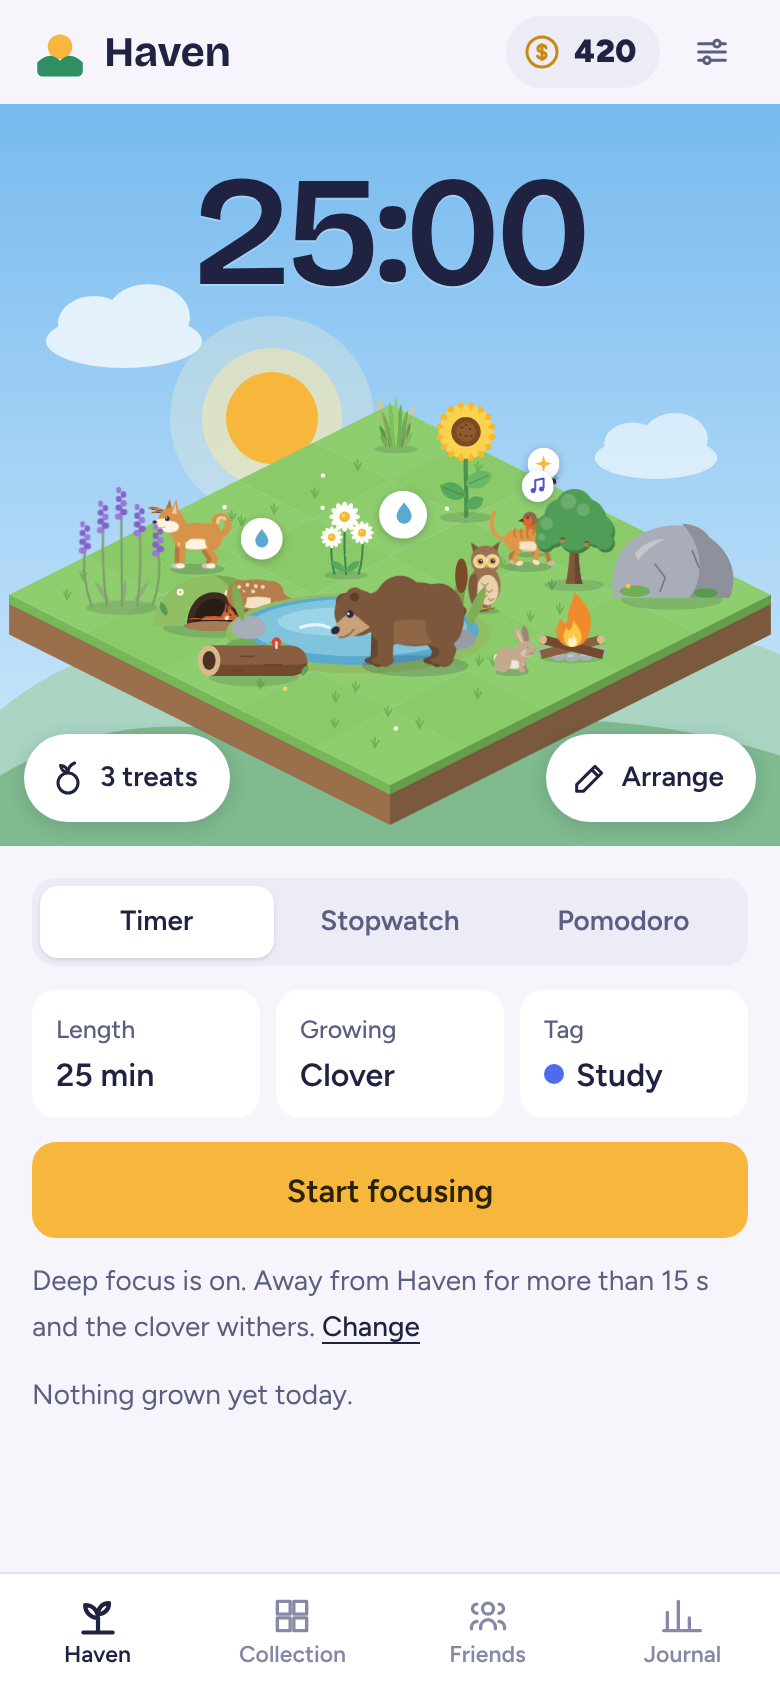 Haven
420
25:00
3 treats
Arrange
Timer
Stopwatch
Pomodoro
Length
25 min
Growing
Clover
Tag
Study
Start focusing
Deep focus is on. Away from Haven for more than 15 s
and the clover withers. Change
Nothing grown yet today.
Haven
Collection
Friends
Journal